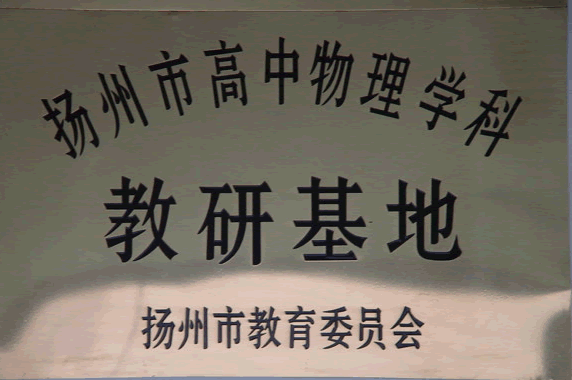 扬州市高中物理学科
教研基地
扬州市教育委员会